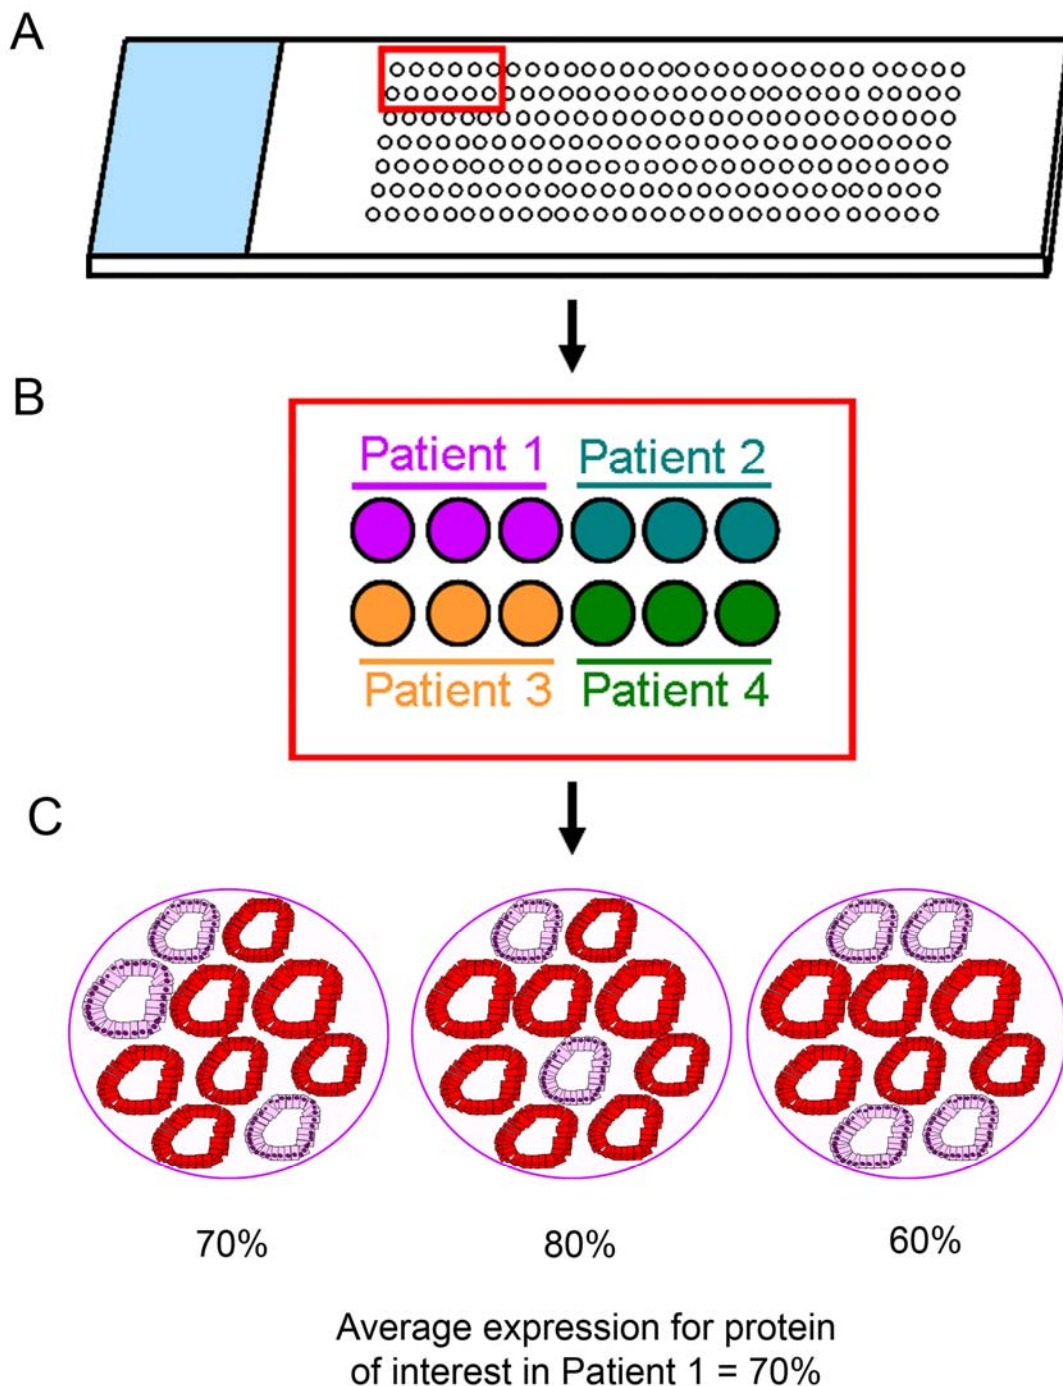 A
B
Patient 1 Patient 2
Patient 3 Patient 4
C
70% 80% 60%
Average expression for protein
of interest in Patient 1 = 70%